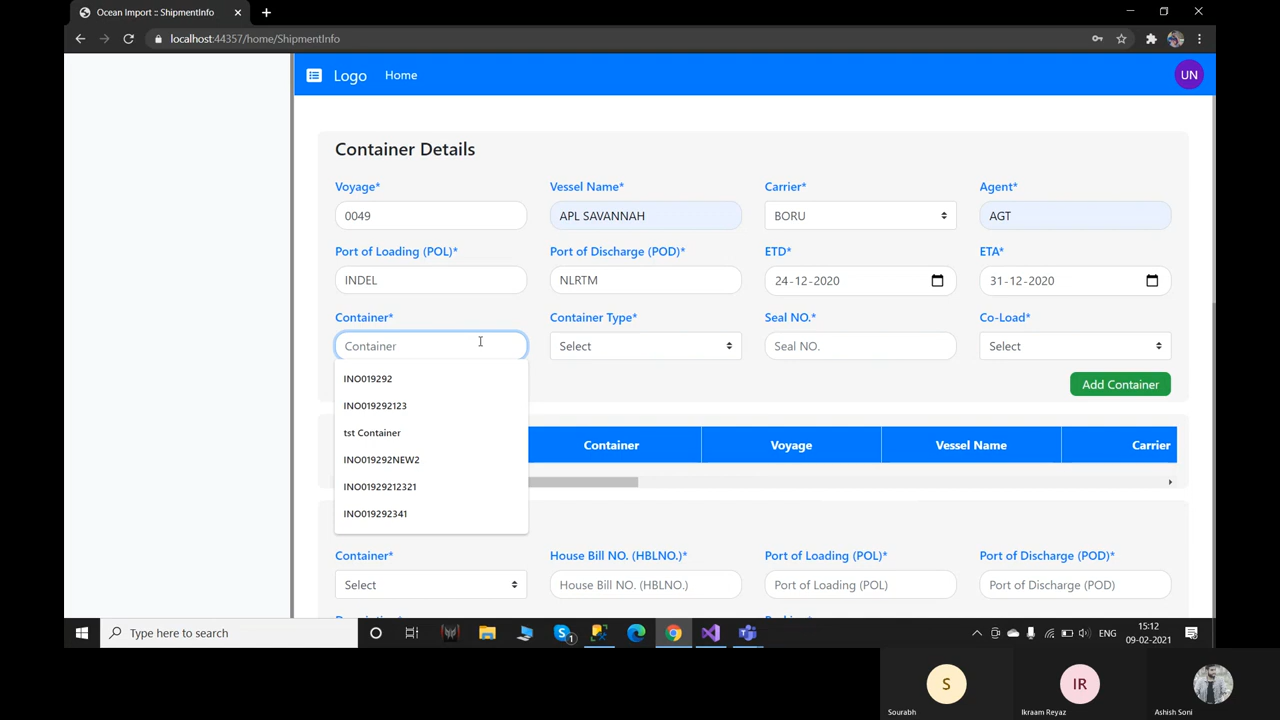 Ocean Import :: ShipmentInfo
localhost:44357/home/ShipmentInfo
Logo Home UN
Container Details
Voyage* Vessel Name* Carrier* Agent*
0049 APL SAVANNAH BORU AGT
Port of Loading (POL)* Port of Discharge (POD)* ETD* ETA*
INDEL NLRTM 24-12-2020 31-12-2020
Container* Container Type* Seal NO.* Co-Load*
Container Select Seal NO. Select
INO019292
Add Container
INO019292123
tst Container
Container Voyage Vessel Name Carrier
INO019292NEW2
INO01929212321
INO019292341
Container* House Bill NO. (HBLNO.)* Port of Loading (POL)* Port of Discharge (POD)*
Select House Bill NO. (HBLNO.) Port of Loading (POL) Port of Discharge (POD)
Type here to search
1
ENG
15:12
09-02-2021
S IR
Sourabh Ikraam Reyaz Ashish Soni